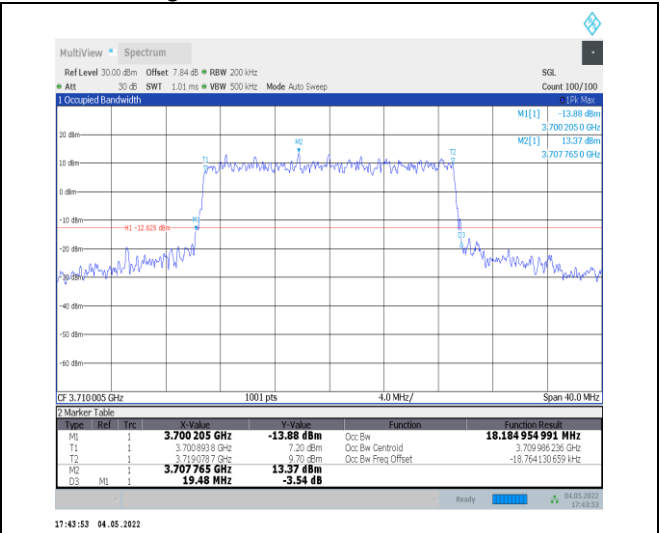 MultiView Spectrum
Ref Level 30.00 dBm Offset 7.84 dB RBW 200 kHz SGL
Att 30 dB SWT 1.01 ms VBW 500 kHz Mode Auto Sweep Count 100/100
1 Occupied Bandwidth 1Pk Max
M1[1] -13.88 dBm
3.700 205 0 GHz
20 dBm
M2[1] 13.37 dBm
M2
3.707 765 0 GHz
T1
T2
10 dBm
0 dBm
-10 dBm
M1
H1 -12.625 dBm
D3
-20 dBm
-30 dBm
-40 dBm
-50 dBm
-60 dBm
CF 3.710 005 GHz 1001 pts 4.0 MHz/ Span 40.0 MHz
2 Marker Table
Type Ref Trc X-Value Y-Value Function Function Result
M1 1 3.700 205 GHz -13.88 dBm Occ Bw 18.184 954 991 MHz
T1 1 3.700 893 8 GHz 7.20 dBm Occ Bw Centroid 3.709 986 236 GHz
T2 1 3.719 078 7 GHz 9.70 dBm Occ Bw Freq Offset -18.764 130 659 kHz
M2 1 3.707 765 GHz 13.37 dBm
D3 M1 1 19.48 MHz -3.54 dB
Ready 04.05.2022
17:43:53
17:43:53 04.05.2022